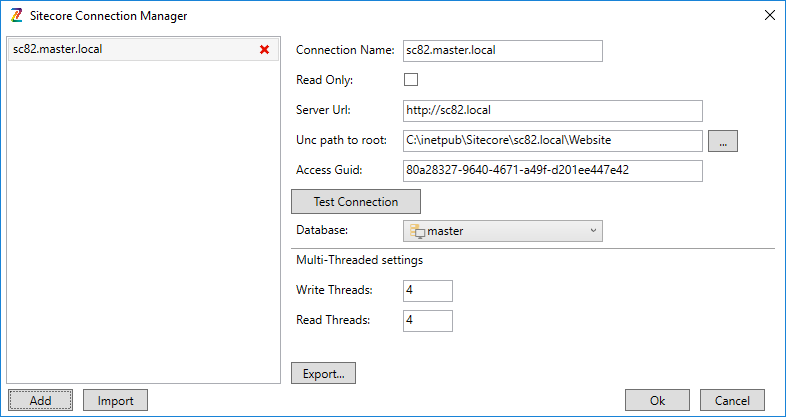 Sitecore Connection Manager
sc82.master.local
Connection Name: sc82.master.local
Read Only:
Server Url: http://sc82.local
Unc path to root: C:\inetpub\Sitecore\sc82.local\Website ...
Access Guid: 80a28327-9640-4671-a49f-d201ee447e42
Test Connection
Database: master
Multi-Threaded settings
Write Threads: 4
Read Threads: 4
Export...
Add Import Ok Cancel